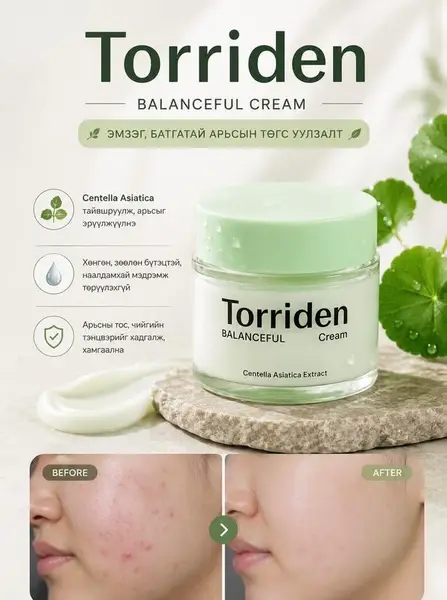 Torriden
BALANCEFUL CREAM
ЭМЗЭГ, БАТГАТАЙ АРЬСЫН ТӨГС УУЛЗАЛТ
Centella Asiatica
тайвшруулж, арьсыг
эрүүлжүүлнэ
Хөнгөн, зөөлөн бүтэцтэй,
наалдамхай мэдрэмж
төрүүлэхгүй
Арьсны тос, чийгийн
тэнцвэрийг хадгалж,
хамгаална
Torriden
BALANCEFUL Cream
Centella Asiatica Extract
BEFORE
AFTER